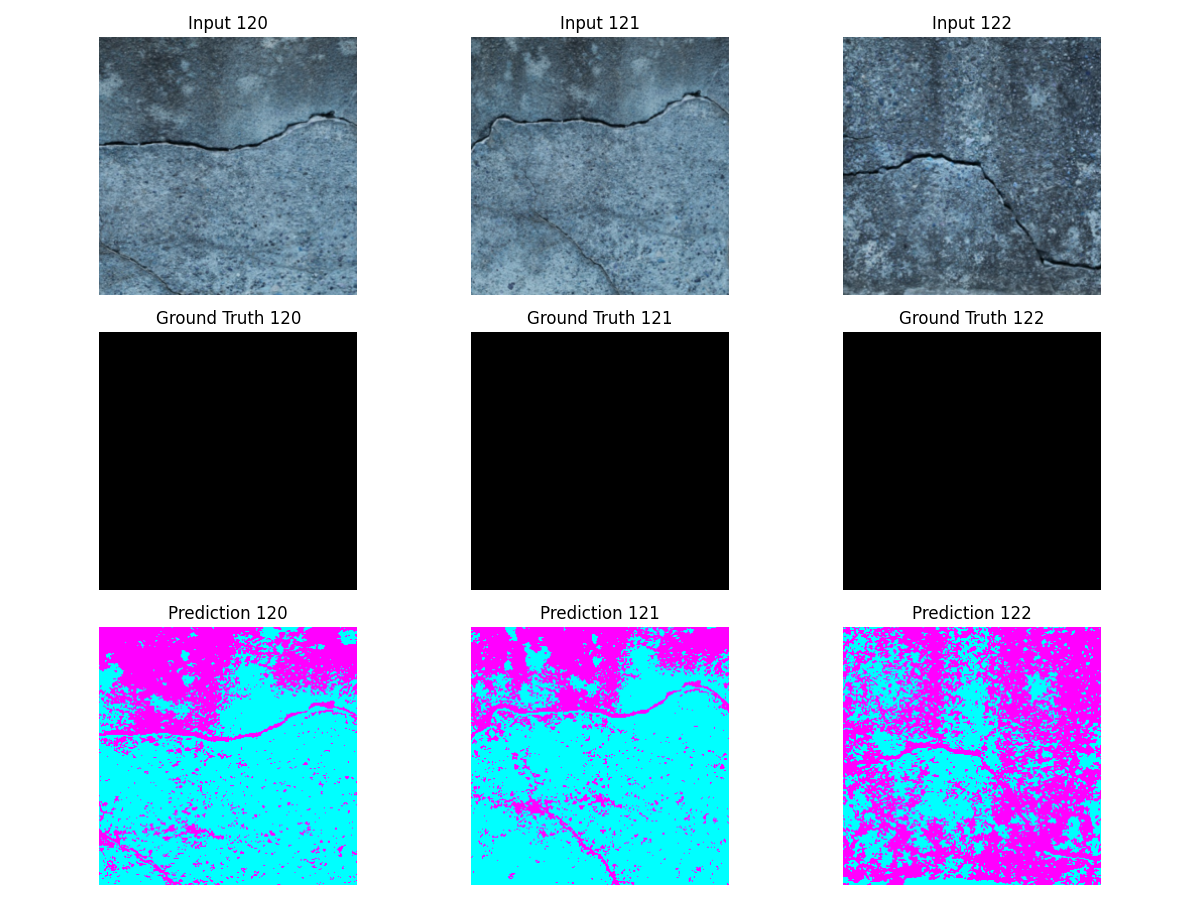 Input 120
Input 121
Input 122
Ground Truth 120
Ground Truth 121
Ground Truth 122
Prediction 120
Prediction 121
Prediction 122